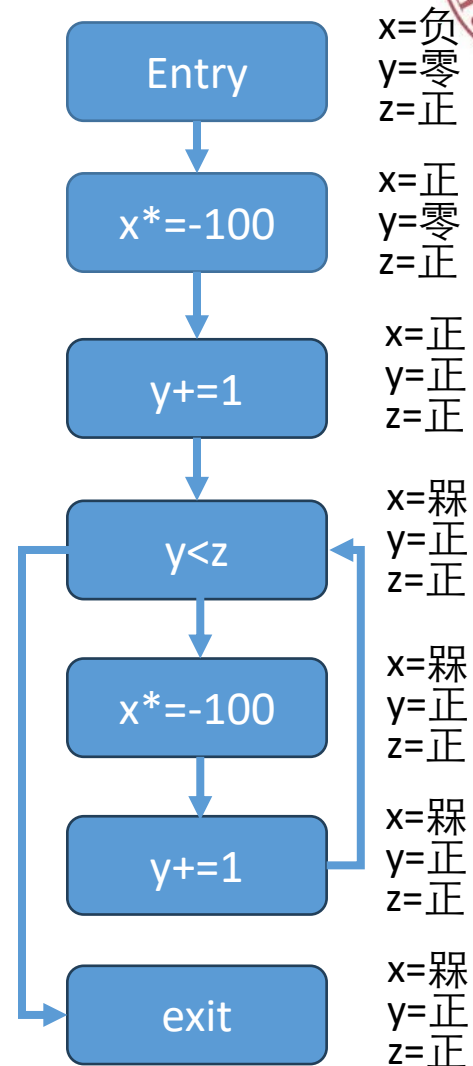 Entry
x=负
y=零
z=正
x*=-100
x=正
y=零
z=正
y+=1
x=正
y=正
z=正
y<z
x=槑
y=正
z=正
x*=-100
x=槑
y=正
z=正
y+=1
x=槑
y=正
z=正
exit
x=槑
y=正
z=正